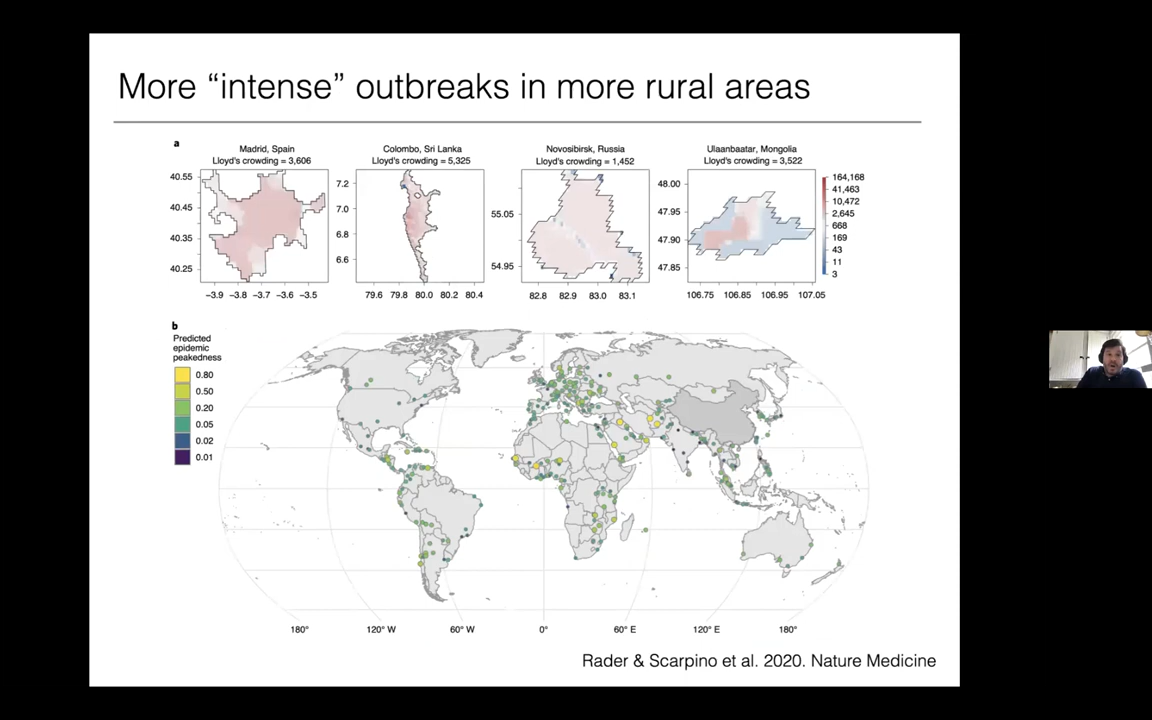 More “intense” outbreaks in more rural areas
a
Madrid, Spain
Lloyd's crowding = 3,606
Colombo, Sri Lanka
Lloyd's crowding = 5,325
Novosibirsk, Russia
Lloyd's crowding = 1,452
Ulaanbaatar, Mongolia
Lloyd's crowding = 3,522
40.55
40.45
40.35
40.25
−3.9 −3.8 −3.7 −3.6 −3.5
7.2
7.0
6.8
6.6
79.6 79.8 80.0 80.2 80.4
55.05
54.95
82.8 82.9 83.0 83.1
48.00
47.95
47.90
47.85
106.75 106.85 106.95 107.05
164,168
41,463
10,472
2,645
668
169
43
11
3
b
Predicted
epidemic
peakedness
0.80
0.50
0.20
0.05
0.02
0.01
180° 120° W 60° W 0° 60° E 120° E 180°
Rader & Scarpino et al. 2020. Nature Medicine